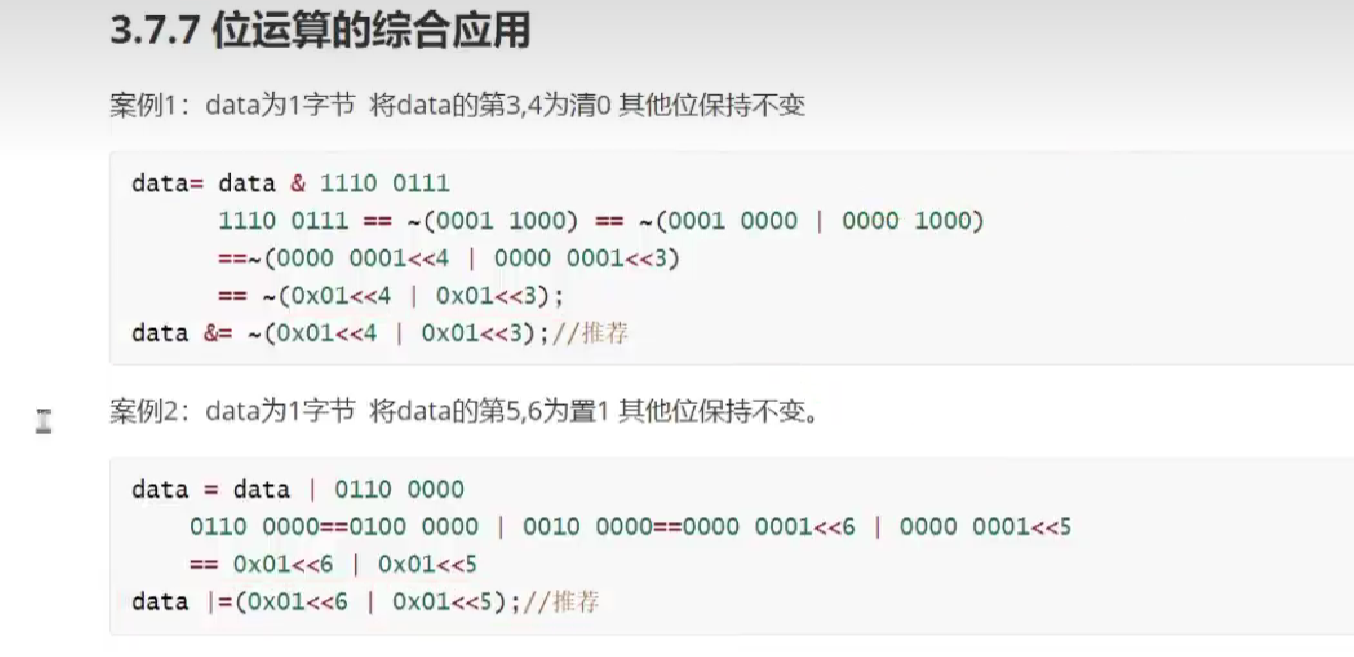 3.7.7 位运算的综合应用
案例1：data为1字节 将data的第3,4为清0 其他位保持不变
data= data & 1110 0111
1110 0111 == ~(0001 1000) == ~(0001 0000 | 0000 1000)
==~(0000 0001<<4 | 0000 0001<<3)
== ~(0x01<<4 | 0x01<<3);
data &= ~(0x01<<4 | 0x01<<3);//推荐
案例2：data为1字节 将data的第5,6为置1 其他位保持不变。
data = data | 0110 0000
0110 0000==0100 0000 | 0010 0000==0000 0001<<6 | 0000 0001<<5
== 0x01<<6 | 0x01<<5
data |=(0x01<<6 | 0x01<<5);//推荐